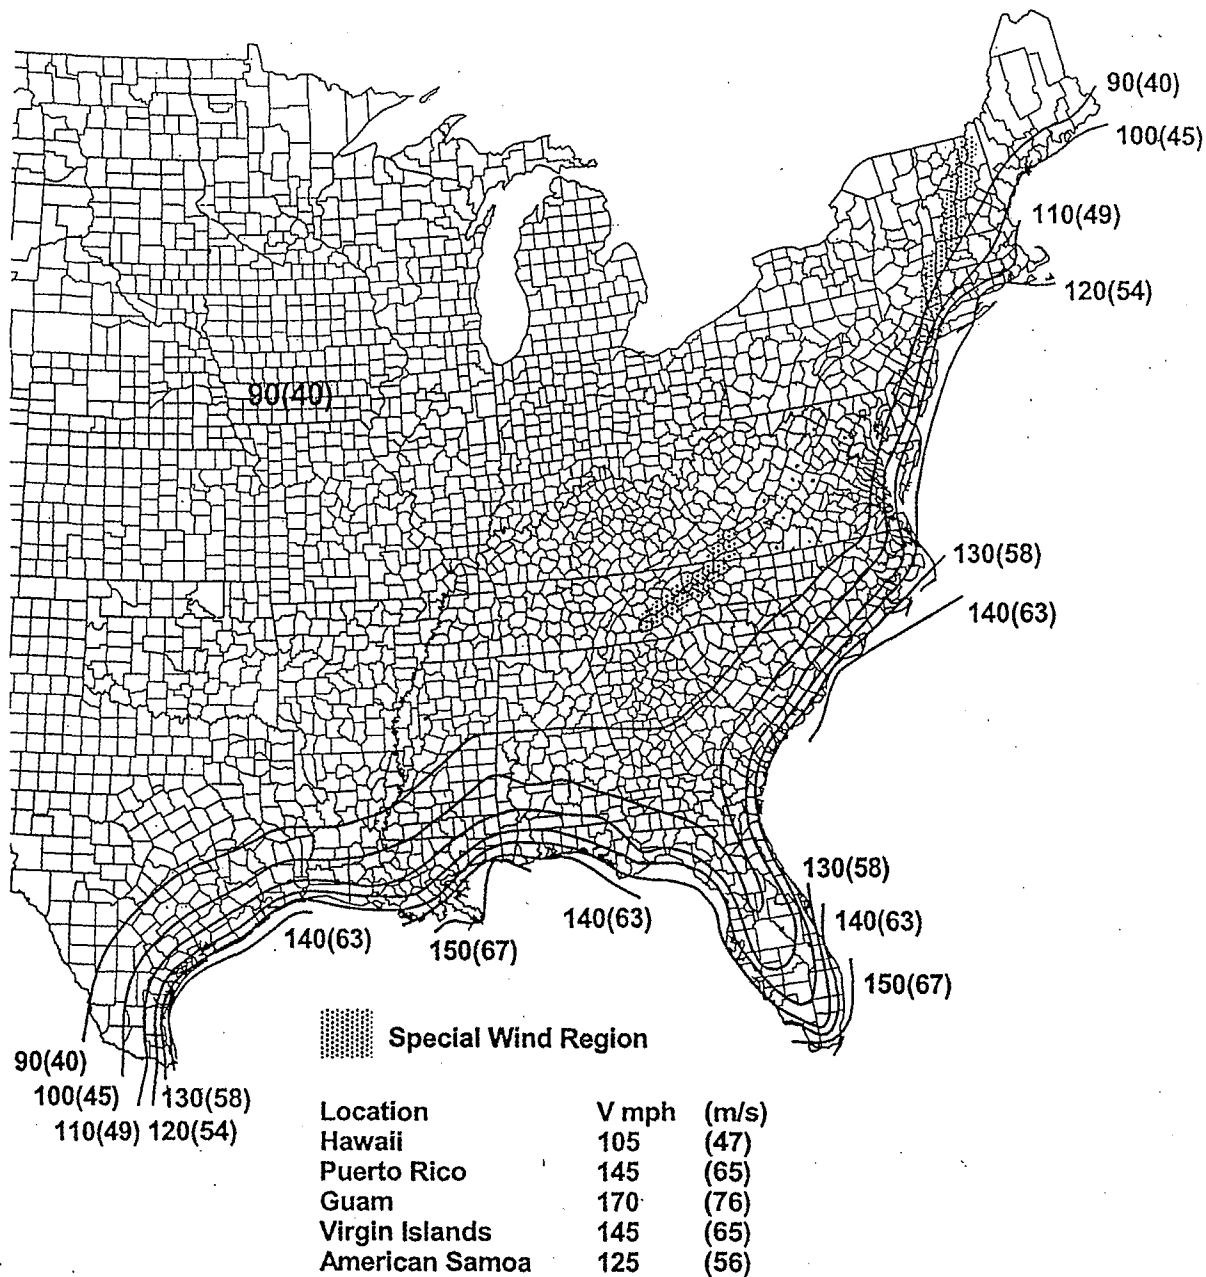 90(40)
100(45)
110(49)
120(54)
90(40)
130(58)
140(63)
130(58)
140(63)
140(63)
140(63)
150(67)
150(67)
Special Wind Region
90(40)
100(45)
130(58)
110(49)
120(54)
Location V mph (m/s)
Hawaii 105 (47)
Puerto Rico 145 (65)
Guam 170 (76)
Virgin Islands 145 (65)
American Samoa 125 (56)